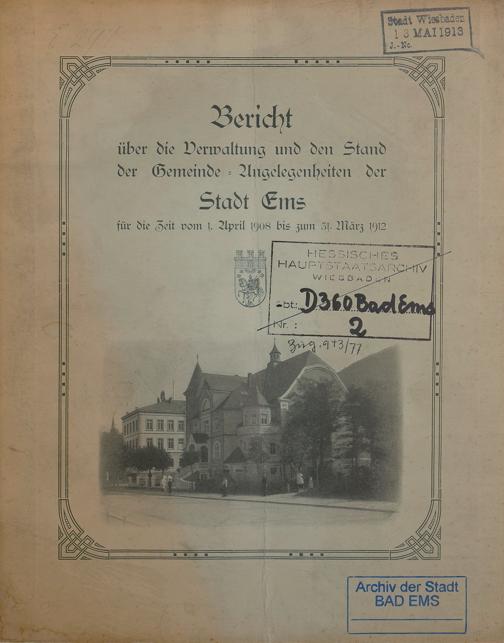 Stadt Wiesbaden
13 MAI 1913
J.-No.
Bericht
über die Verwaltung und den Stand
der Gemeinde-Angelegenheiten der
Stadt Ems
für die Zeit vom 1. April 1908 bis zum 31. März 1912
HESSISCHES
HAUPTSTAATSARCHIV
WIESBADEN
Abt: D360 Bad Ems
Nr.: 2
Zug. 973/77
Archiv der Stadt
BAD EMS